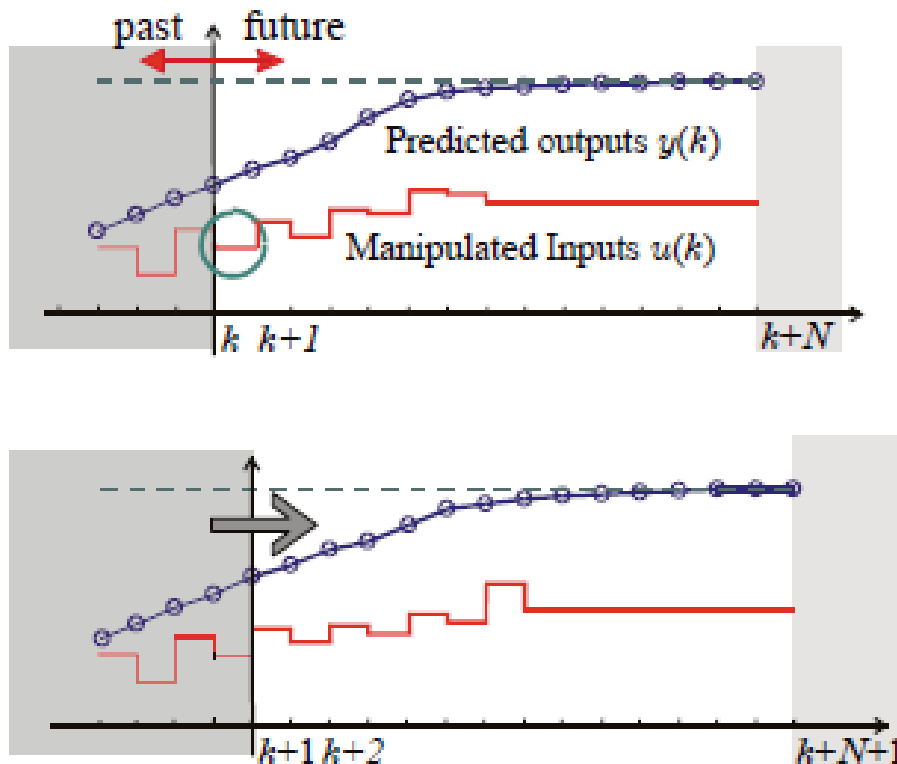 past future
Predicted outputs y(k)
Manipulated Inputs u(k)
k k+1 k+N
k+1 k+2 k+N+1